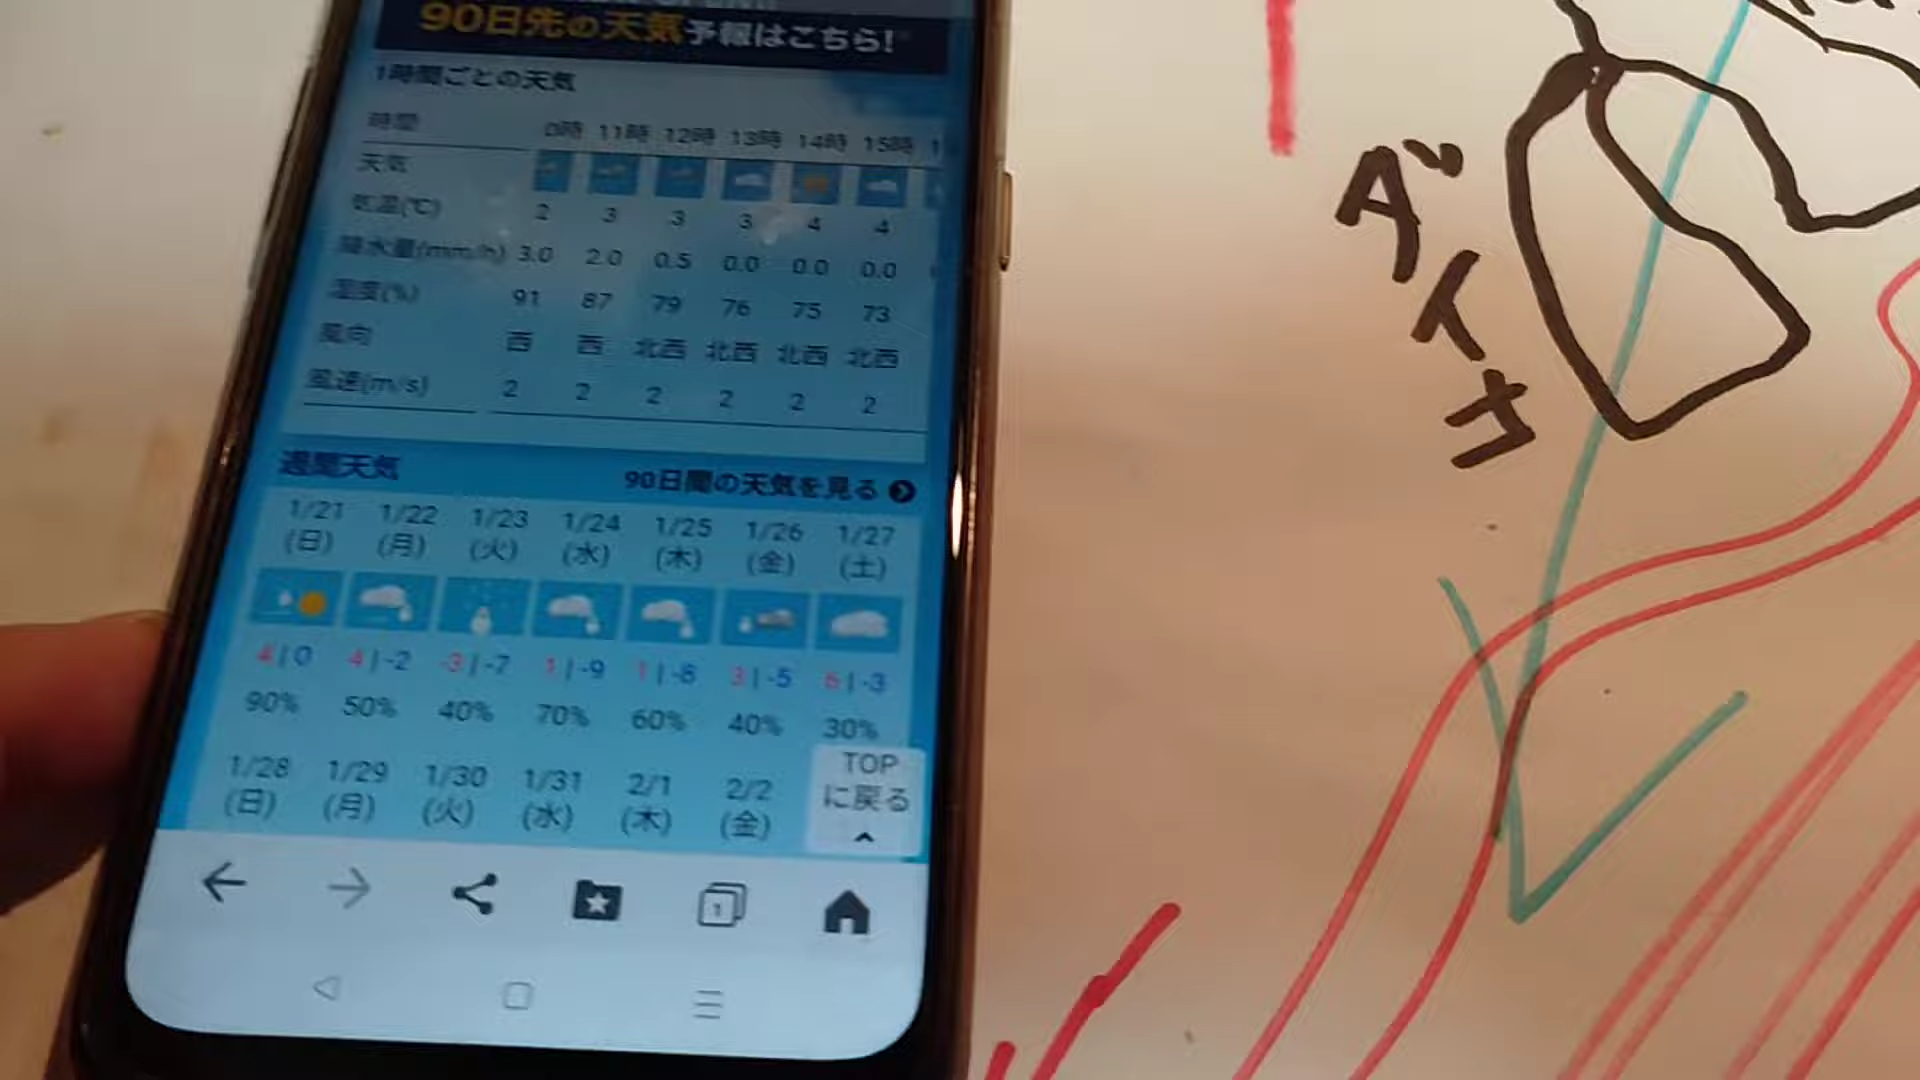 90日先の天気予報はこちら!
1時間ごとの天気
時間 0時 11時 12時 13時 14時 15時 1
天気
気温(℃) 2 3 3 3 4 4
降水量(mm/h) 3.0 2.0 0.5 0.0 0.0 0.0
湿度(%) 91 87 79 76 75 73
風向 西 西 北西 北西 北西 北西
風速(m/s) 2 2 2 2 2 2
週間天気 90日間の天気を見る
1/21 1/22 1/23 1/24 1/25 1/26 1/27
(日) (月) (火) (水) (木) (金) (土)
4|0 4|-2 -3|-7 1|-9 1|-8 3|-5 6|-3
90% 50% 40% 70% 60% 40% 30%
1/28 1/29 1/30 1/31 2/1 2/2
(日) (月) (火) (水) (木) (金)
TOP
に戻る
1